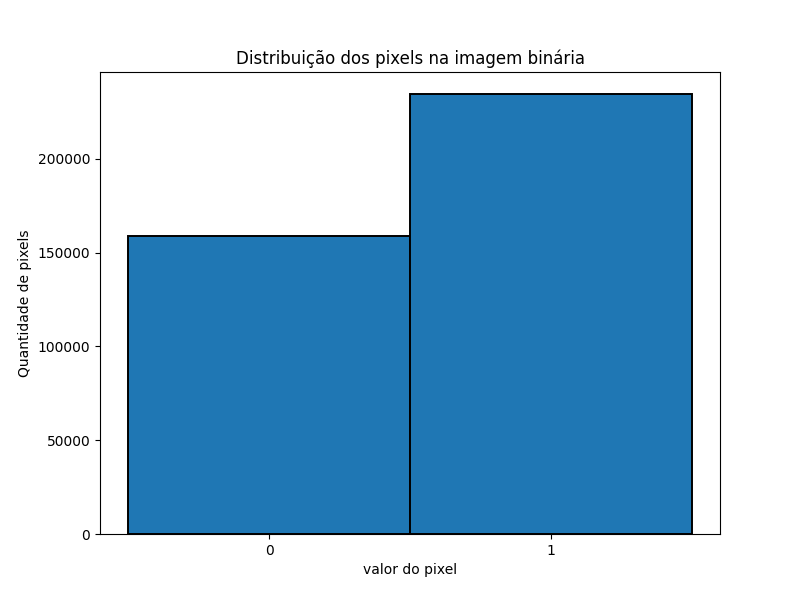 Distribuição dos pixels na imagem binária
Quantidade de pixels
200000
150000
100000
50000
0
0 1
valor do pixel